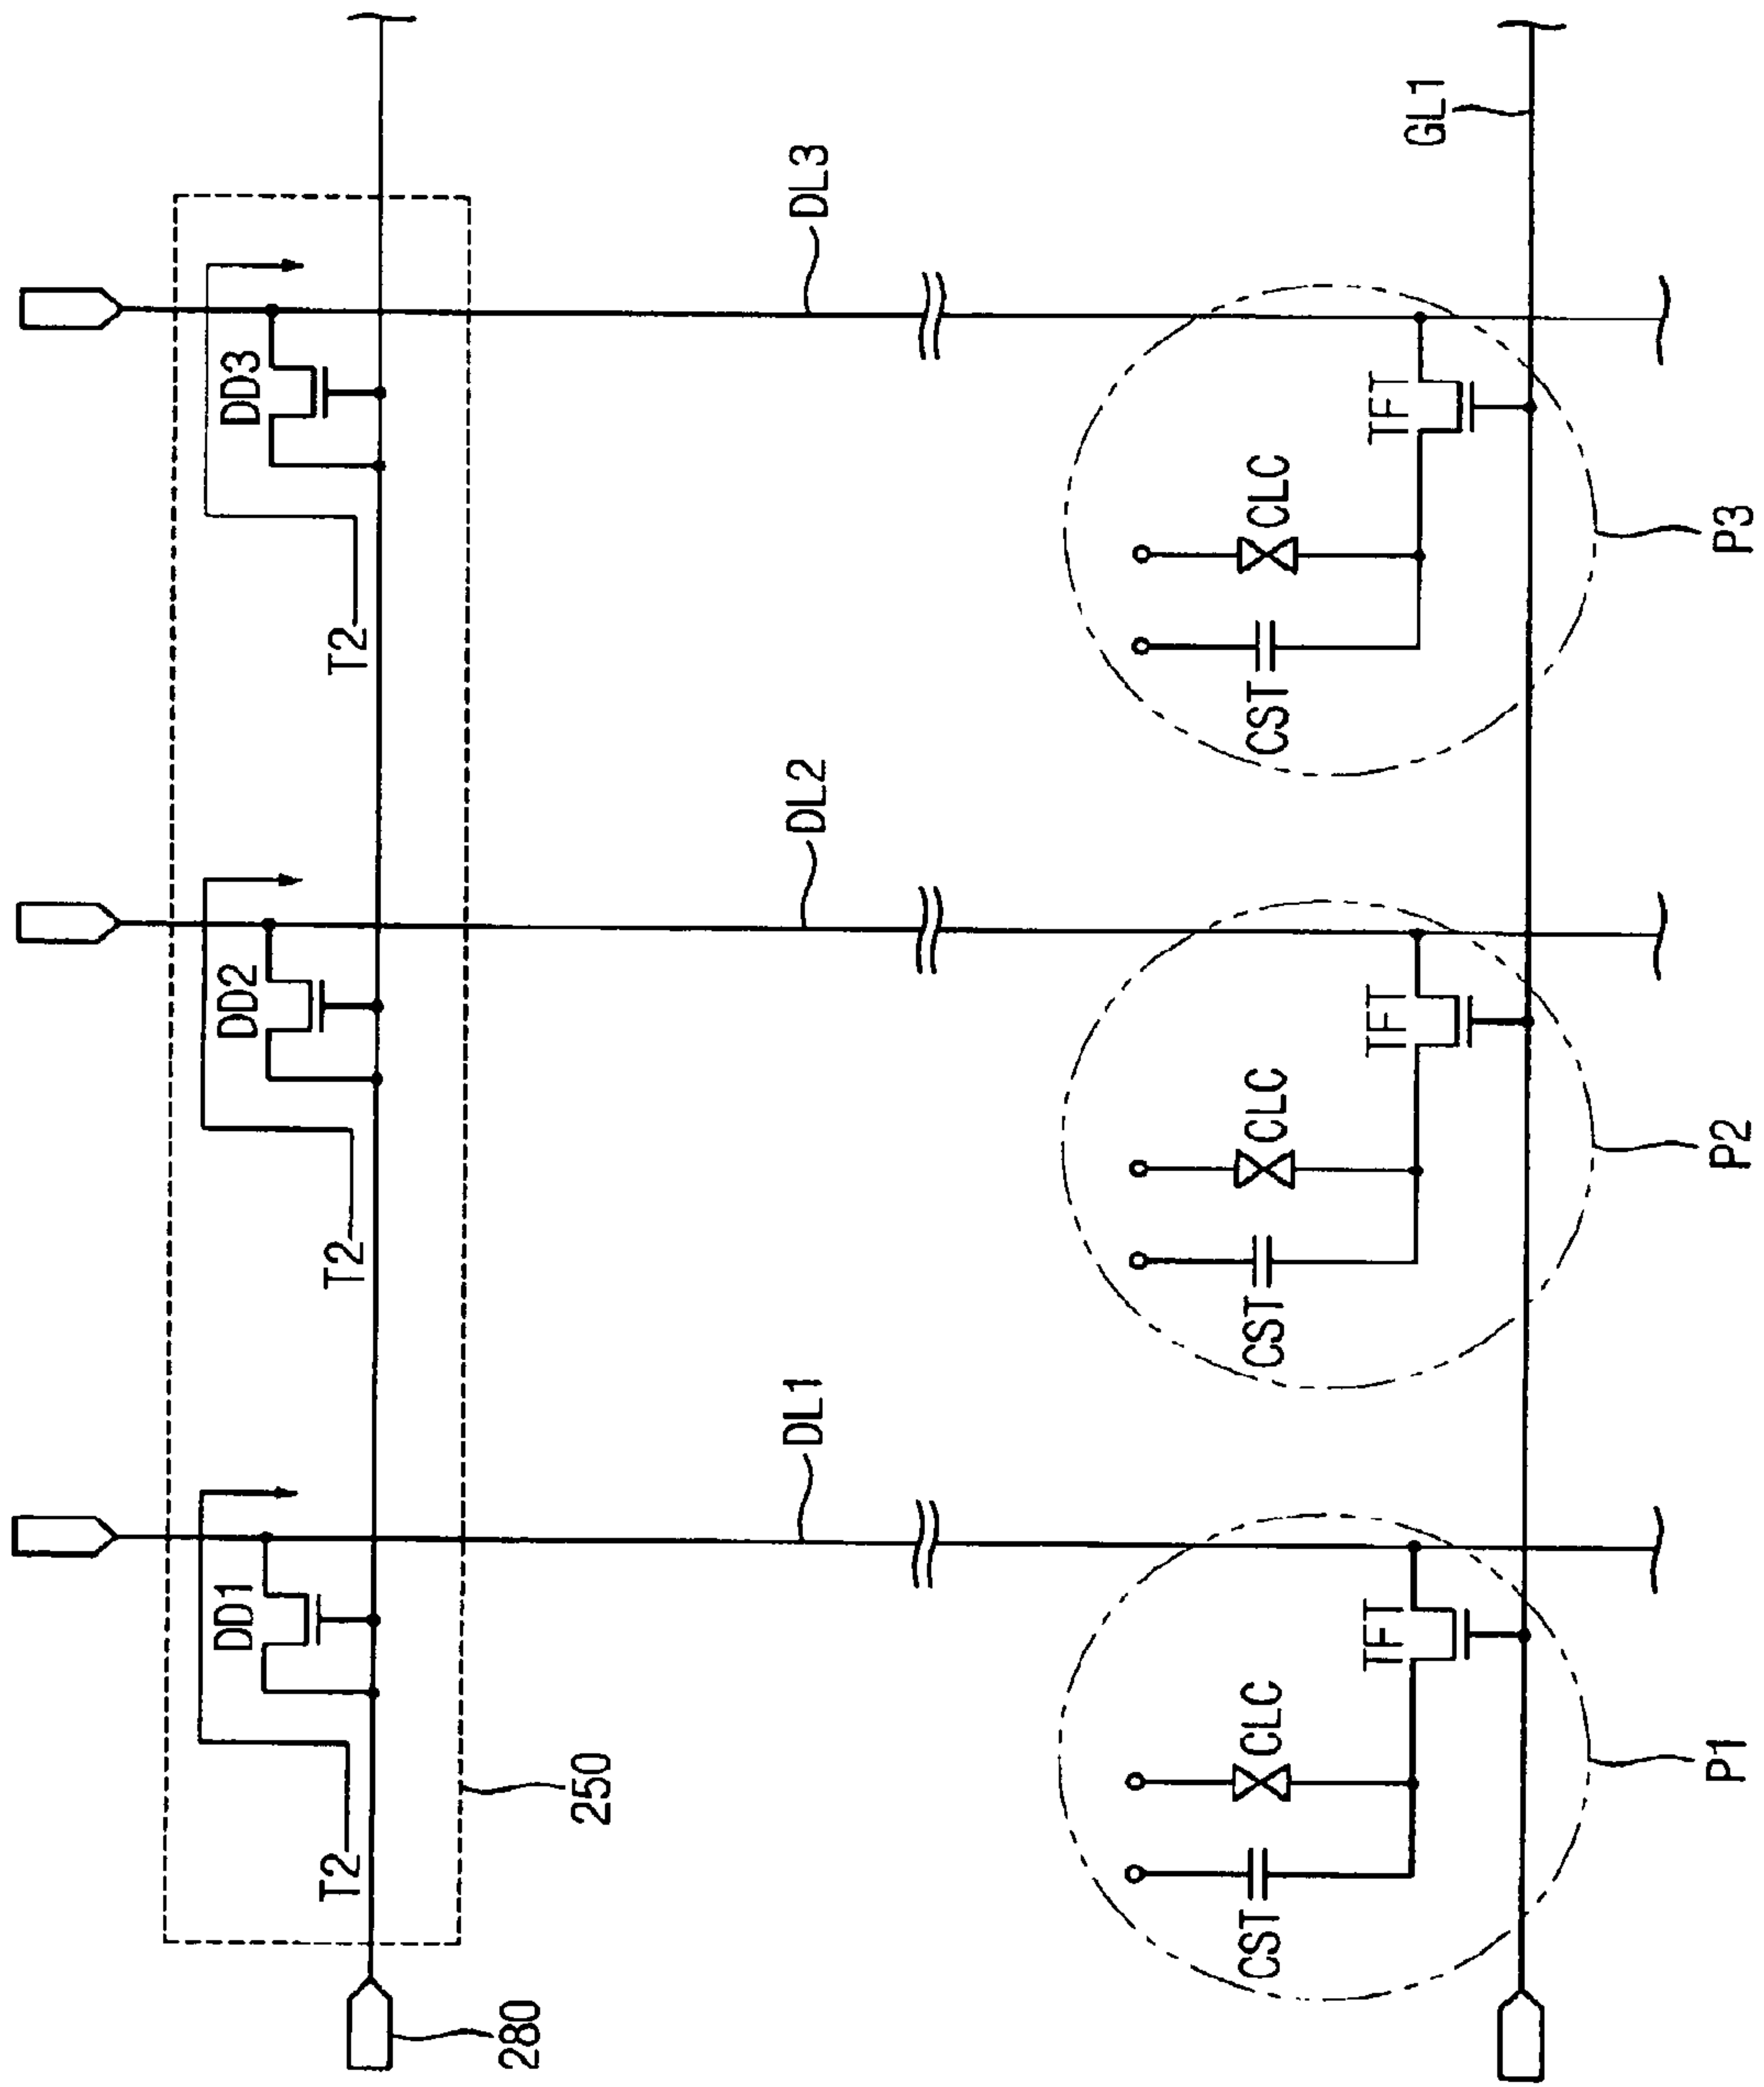 DD1
DD2
DD3
T2
T2
T2
280
250
DL1
DL2
DL3
CST
CLC
TFT
CST
CLC
TFT
CST
CLC
TFT
GL1
P1
P2
P3